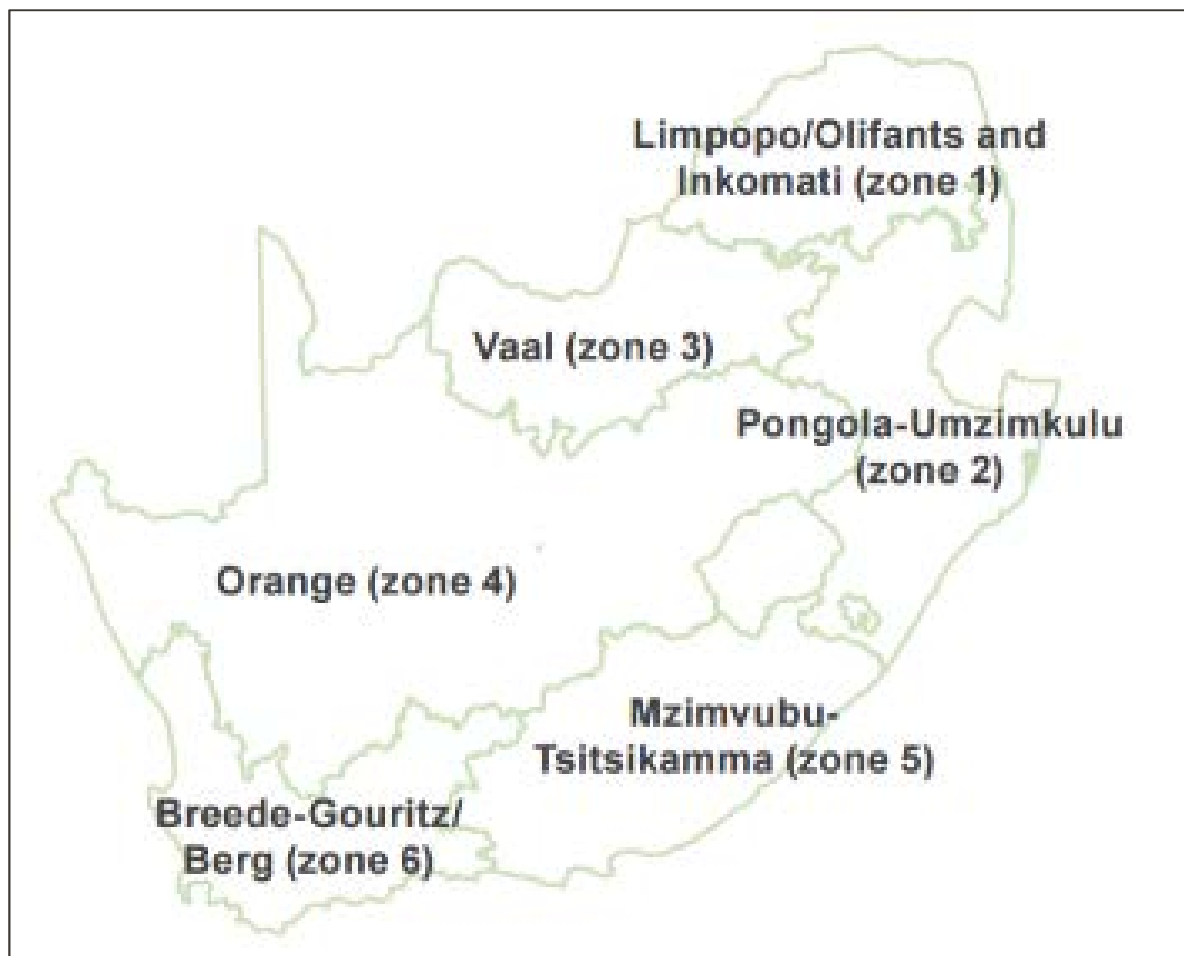 Limpopo/Olifants and
Inkomati (zone 1)
Vaal (zone 3)
Pongola-Umzimkulu
(zone 2)
Orange (zone 4)
Mzimvubu-
Tsitsikamma (zone 5)
Breede-Gouritz/
Berg (zone 6)